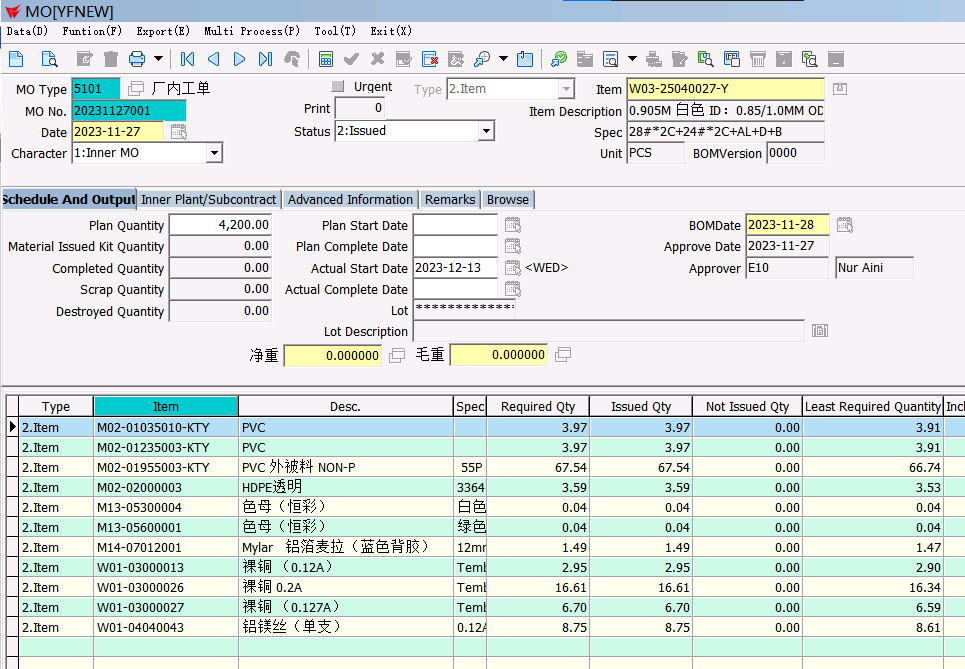 MO[YFNEW]
Data(D) Funtion(F) Export(E) Multi Process(P) Tool(T) Exit(X)
MO Type 5101 厂内工单 Urgent Type 2.Item Item W03-25040027-Y
MO No. 20231127001 Print 0 Item Description 0.905M 白色 ID：0.85/1.0MM OD
Date 2023-11-27 Status 2:Issued Spec 28#*2C+24#*2C+AL+D+B
Character 1:Inner MO Unit PCS BOMVersion 0000
Schedule And Output Inner Plant/Subcontract Advanced Information Remarks Browse
Plan Quantity 4,200.00 Plan Start Date BOMDate 2023-11-28
Material Issued Kit Quantity 0.00 Plan Complete Date Approve Date 2023-11-27
Completed Quantity 0.00 Actual Start Date 2023-12-13 <WED> Approver E10 Nur Aini
Scrap Quantity 0.00 Actual Complete Date
Destroyed Quantity 0.00 Lot ************
Lot Description
净重 0.000000 毛重 0.000000
Type Item Desc. Spec Required Qty Issued Qty Not Issued Qty Least Required Quantity Incl
2.Item M02-01035010-KTY PVC 3.97 3.97 0.00 3.91
2.Item M02-01235003-KTY PVC 3.97 3.97 0.00 3.91
2.Item M02-01955003-KTY PVC 外被料 NON-P 55P 67.54 67.54 0.00 66.74
2.Item M02-02000003 HDPE透明 3364 3.59 3.59 0.00 3.53
2.Item M13-05300004 色母（恒彩） 白色 0.04 0.04 0.00 0.04
2.Item M13-05600001 色母（恒彩） 绿色 0.04 0.04 0.00 0.04
2.Item M14-07012001 Mylar 铝箔麦拉（蓝色背胶） 12mm 1.49 1.49 0.00 1.47
2.Item W01-03000013 裸铜（0.12A） Temb 2.95 2.95 0.00 2.90
2.Item W01-03000026 裸铜 0.2A Temb 16.61 16.61 0.00 16.34
2.Item W01-03000027 裸铜（0.127A） Temb 6.70 6.70 0.00 6.59
2.Item W01-04040043 铝镁丝（单支） 0.12A 8.75 8.75 0.00 8.61